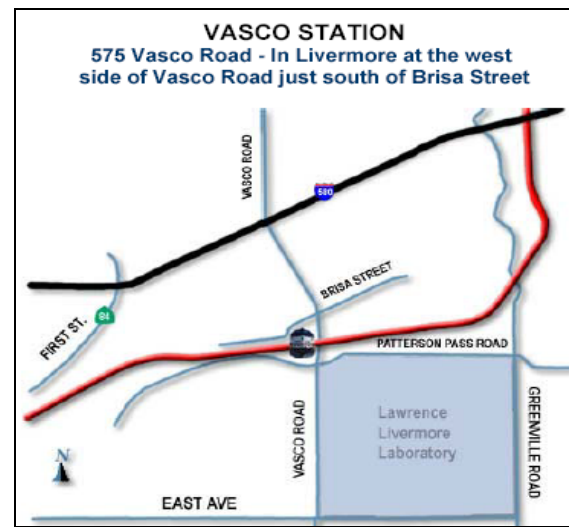 VASCO STATION
575 Vasco Road - In Livermore at the west
side of Vasco Road just south of Brisa Street
VASCO ROAD
580
BRISA STREET
FIRST ST.
84
PATTERSON PASS ROAD
Lawrence
Livermore
Laboratory
VASCO ROAD
GREENVILLE ROAD
N
EAST AVE